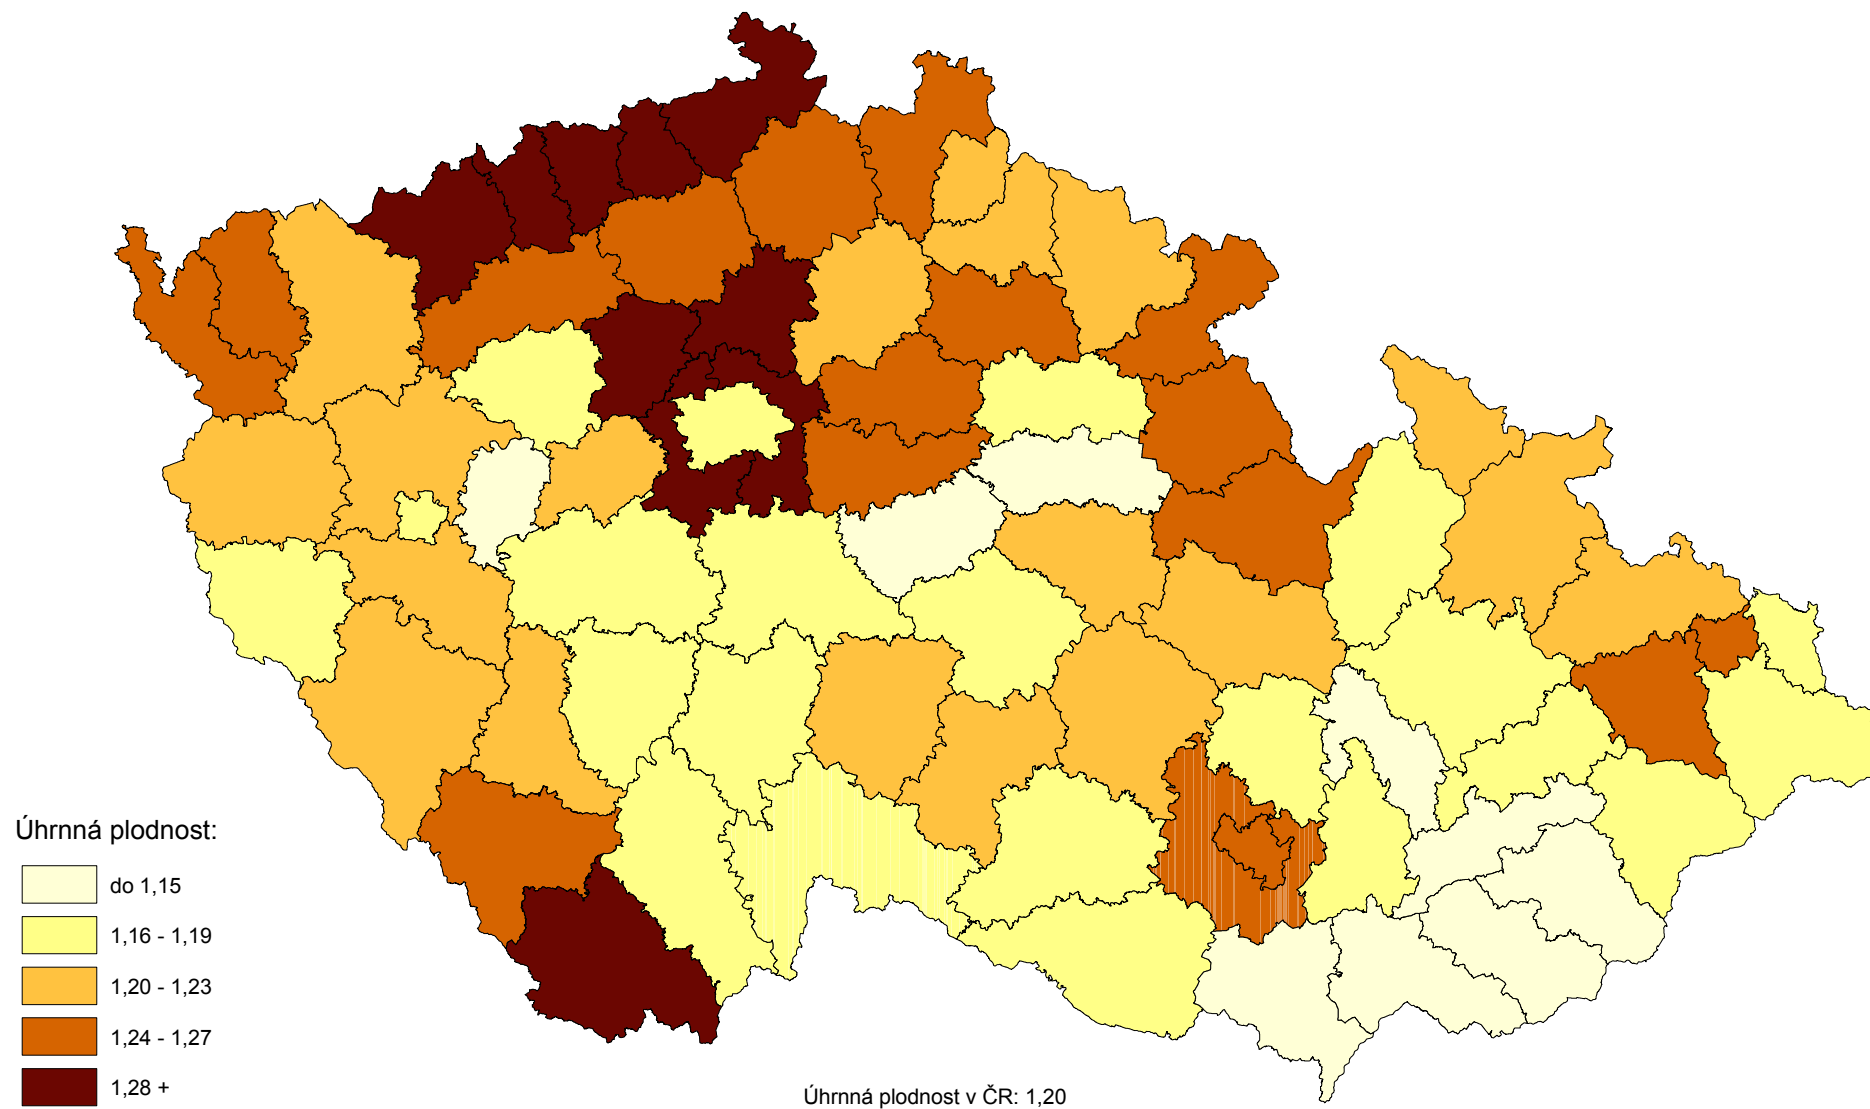 Úhrnná plodnost:
do 1,15
1,16 - 1,19
1,20 - 1,23
1,24 - 1,27
1,28 +
Úhrnná plodnost v ČR: 1,20